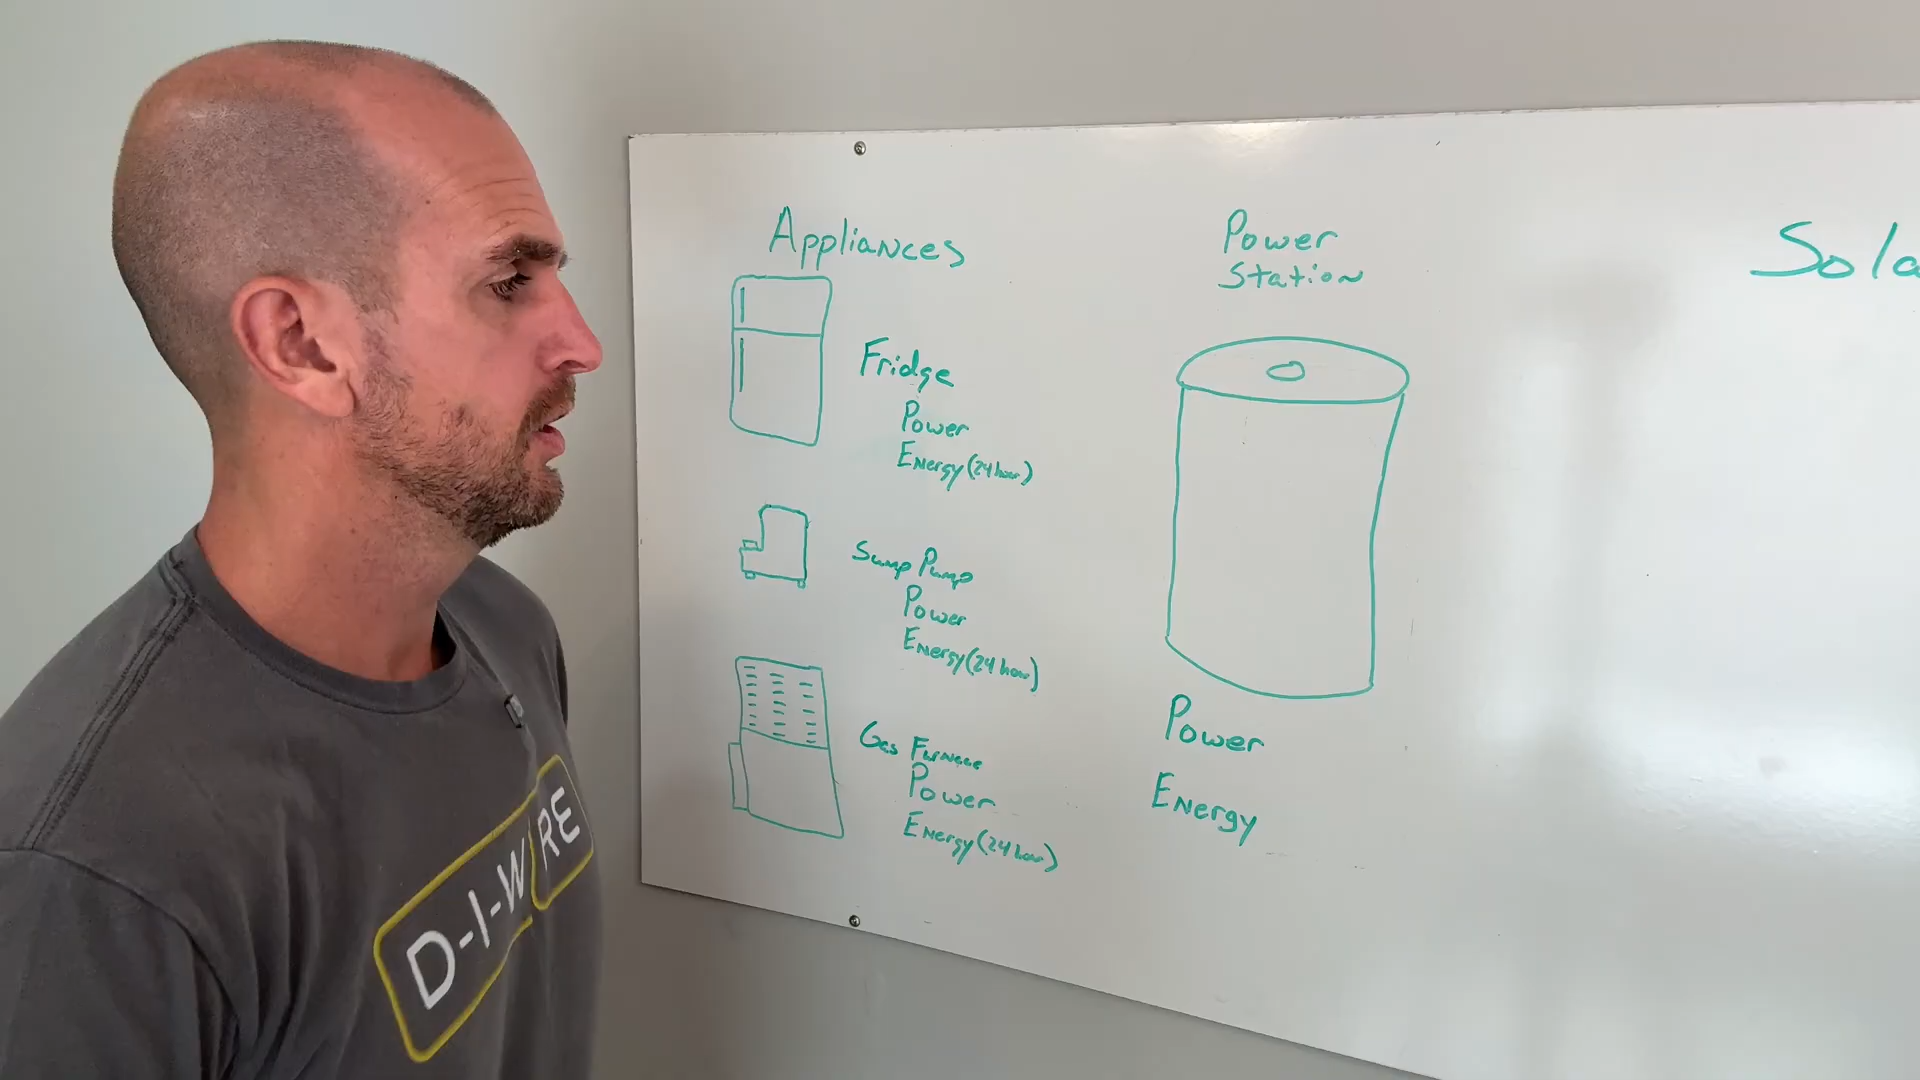 Appliances
Fridge
Power
Energy (24 hour)
Sump Pump
Power
Energy (24 hour)
Gas Furnace
Power
Energy (24 hour)
Power
Station
Power
Energy
Sola
D-I-WIRE